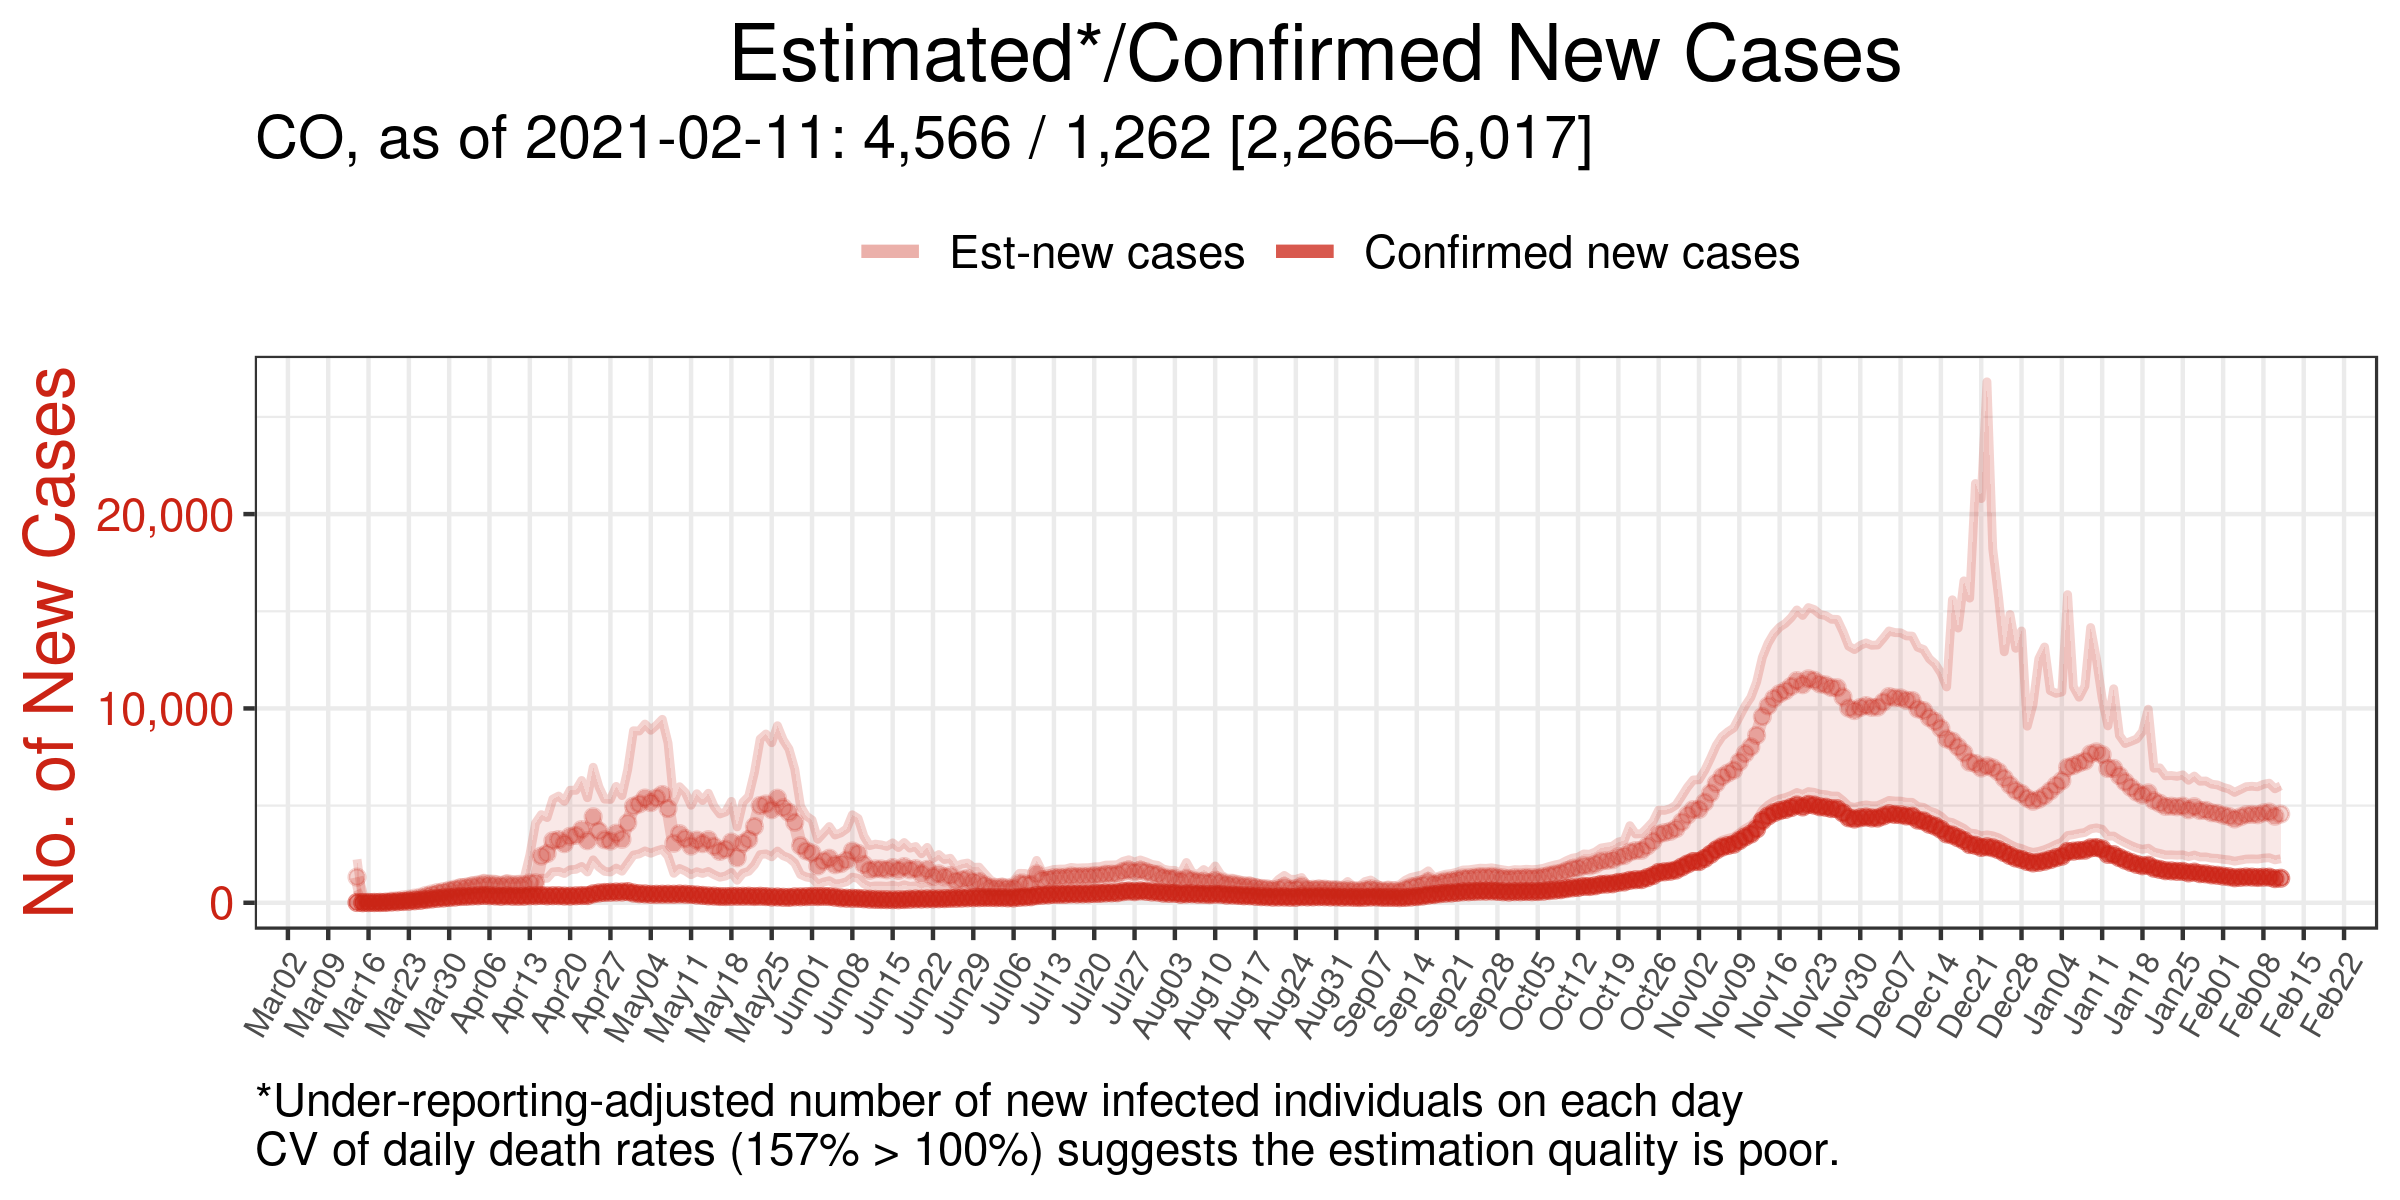 Estimated*/Confirmed New Cases
CO, as of 2021-02-11: 4,566 / 1,262 [2,266–6,017]
Est-new cases Confirmed new cases
No. of New Cases
20,000
10,000
0
Mar02 Mar09 Mar16 Mar23 Mar30 Apr06 Apr13 Apr20 Apr27 May04 May11 May18 May25 Jun01 Jun08 Jun15 Jun22 Jun29 Jul06 Jul13 Jul20 Jul27 Aug03 Aug10 Aug17 Aug24 Aug31 Sep07 Sep14 Sep21 Sep28 Oct05 Oct12 Oct19 Oct26 Nov02 Nov09 Nov16 Nov23 Nov30 Dec07 Dec14 Dec21 Dec28 Jan04 Jan11 Jan18 Jan25 Feb01 Feb08 Feb15 Feb22
*Under-reporting-adjusted number of new infected individuals on each day
CV of daily death rates (157% > 100%) suggests the estimation quality is poor.